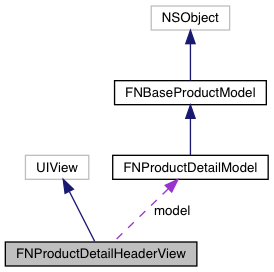 NSObject
FNBaseProductModel
UIView
FNProductDetailModel
model
FNProductDetailHeaderView